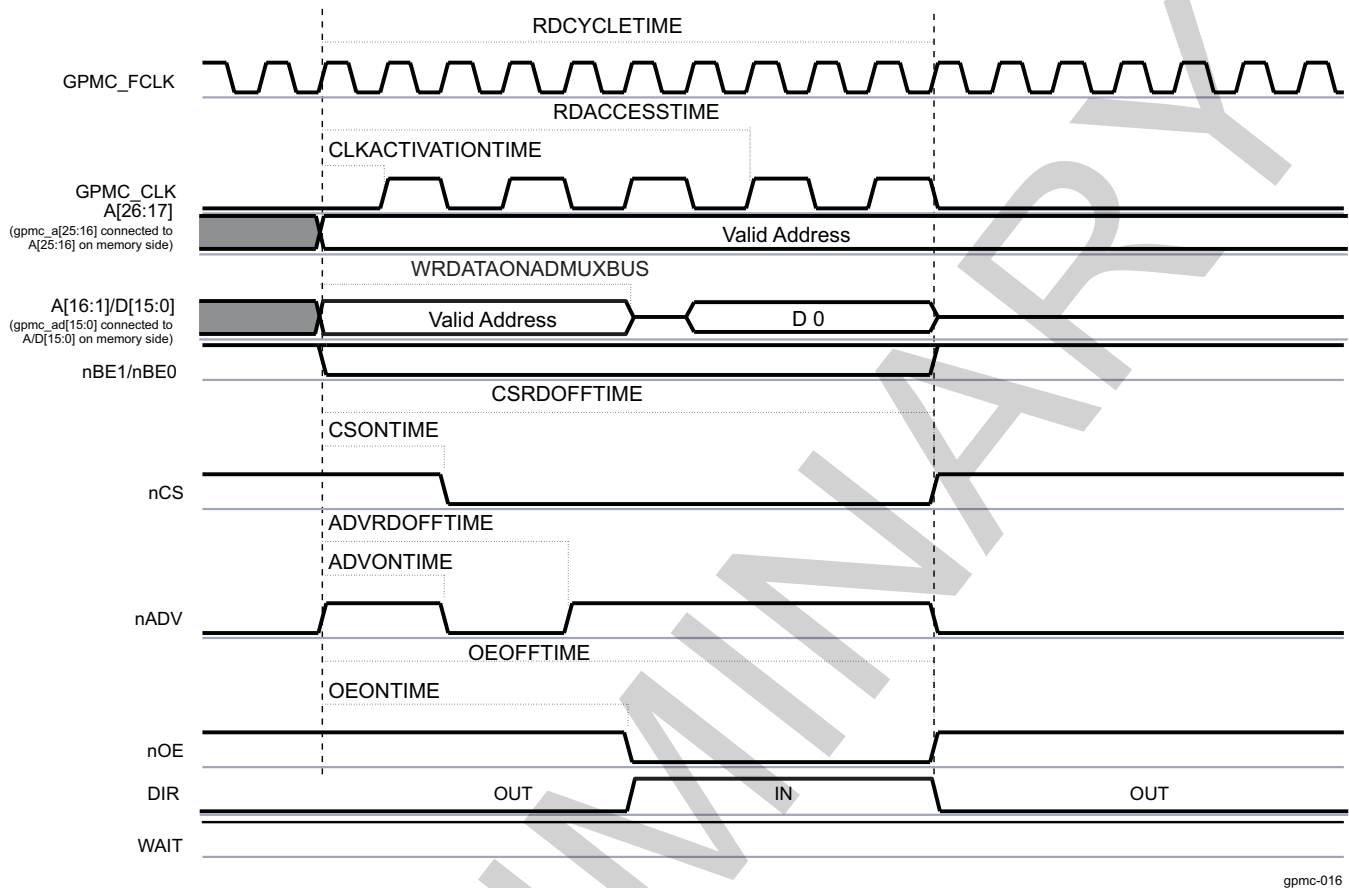 RDCYCLETIME
GPMC_FCLK
RDACCESSTIME
CLKACTIVATIONTIME
GPMC_CLK
A[26:17]
(gpmc_a[25:16] connected to
A[25:16] on memory side)
Valid Address
WRDATAONADMUXBUS
A[16:1]/D[15:0]
(gpmc_ad[15:0] connected to
A/D[15:0] on memory side)
Valid Address
D 0
nBE1/nBE0
CSRDOFFTIME
CSONTIME
nCS
ADVRDOFFTIME
ADVONTIME
nADV
OEOFFTIME
OEONTIME
nOE
DIR
OUT
IN
OUT
WAIT
gpmc-016
IMINARY